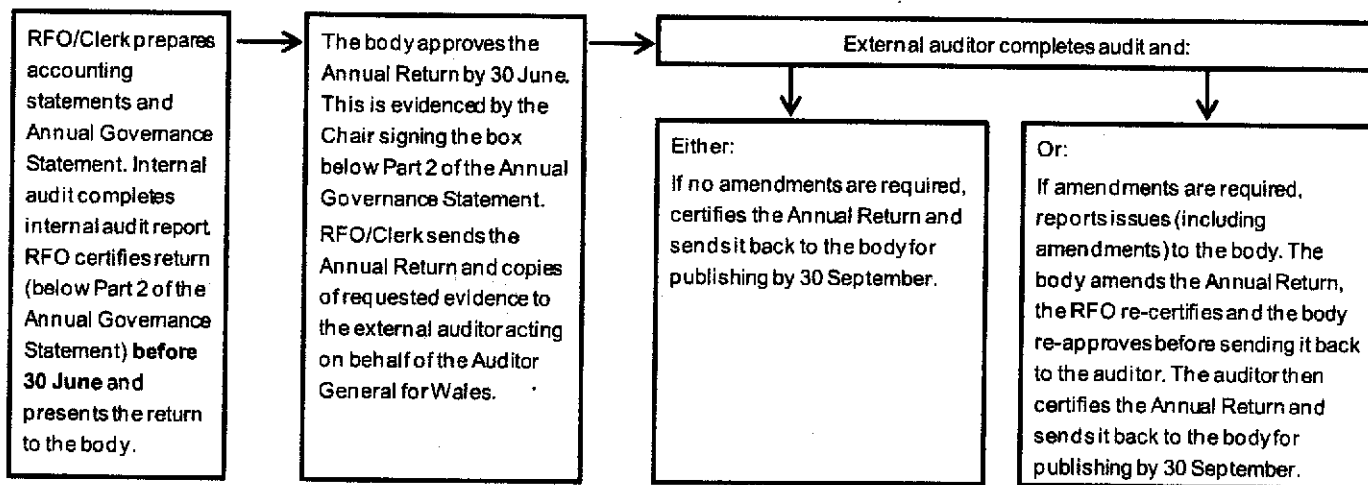 RFO/Clerk prepares
accounting
statements and
Annual Governance
Statement. Internal
audit completes
internal audit report.
RFO certifies return
(below Part 2 of the
Annual Governance
Statement) before
30 June and
presents the return
to the body.
The body approves the
Annual Return by 30 June.
This is evidenced by the
Chair signing the box
below Part 2 of the Annual
Governance Statement.
RFO/Clerk sends the
Annual Return and copies
of requested evidence to
the external auditor acting
on behalf of the Auditor
General for Wales.
External auditor completes audit and:
Either:
If no amendments are required,
certifies the Annual Return and
sends it back to the body for
publishing by 30 September.
Or:
If amendments are required,
reports issues (including
amendments) to the body. The
body amends the Annual Return,
the RFO re-certifies and the body
re-approves before sending it back
to the auditor. The auditor then
certifies the Annual Return and
sends it back to the body for
publishing by 30 September.